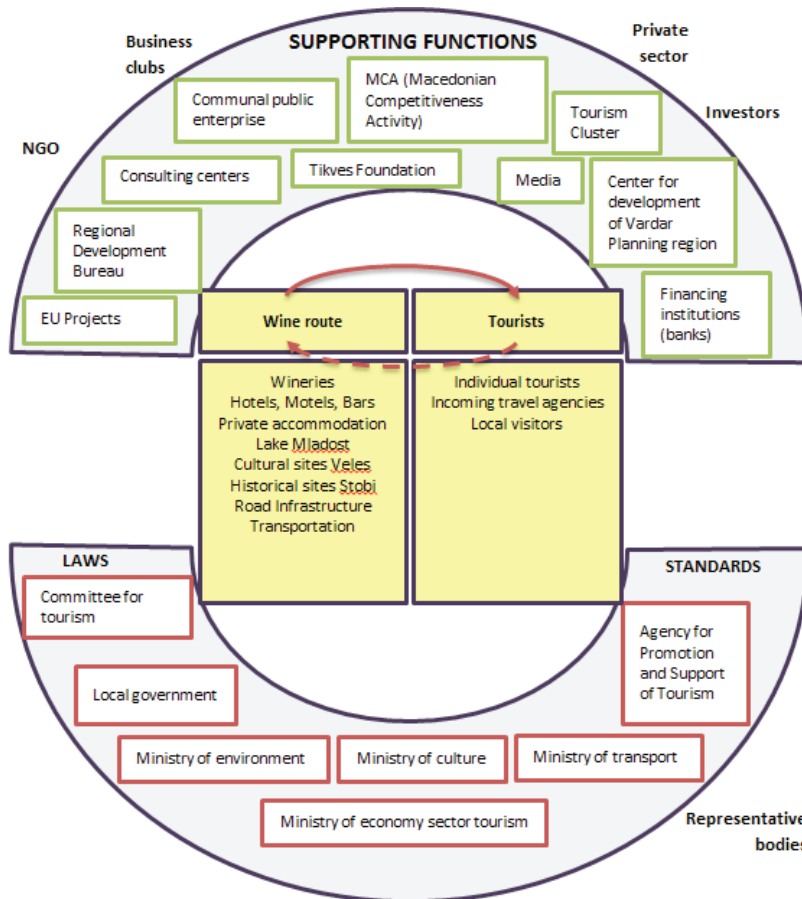 Business
clubs
SUPPORTING FUNCTIONS
Private
sector
Communal public
enterprise
MCA (Macedonian
Competitiveness
Activity)
Tourism
Cluster
Investors
NGO
Consulting centers
Tikves Foundation
Media
Center for
development
of Vardar
Planning region
Regional
Development
Bureau
EU Projects
Financing
institutions
(banks)
Wine route
Tourists
Wineries
Hotels, Motels, Bars
Private accommodation
Lake Mladost
Cultural sites Veles
Historical sites Stobi
Road Infrastructure
Transportation
Individual tourists
Incoming travel agencies
Local visitors
LAWS
STANDARDS
Committee for
tourism
Agency for
Promotion
and Support
of Tourism
Local government
Ministry of environment
Ministry of culture
Ministry of transport
Ministry of economy sector tourism
Representative
bodies